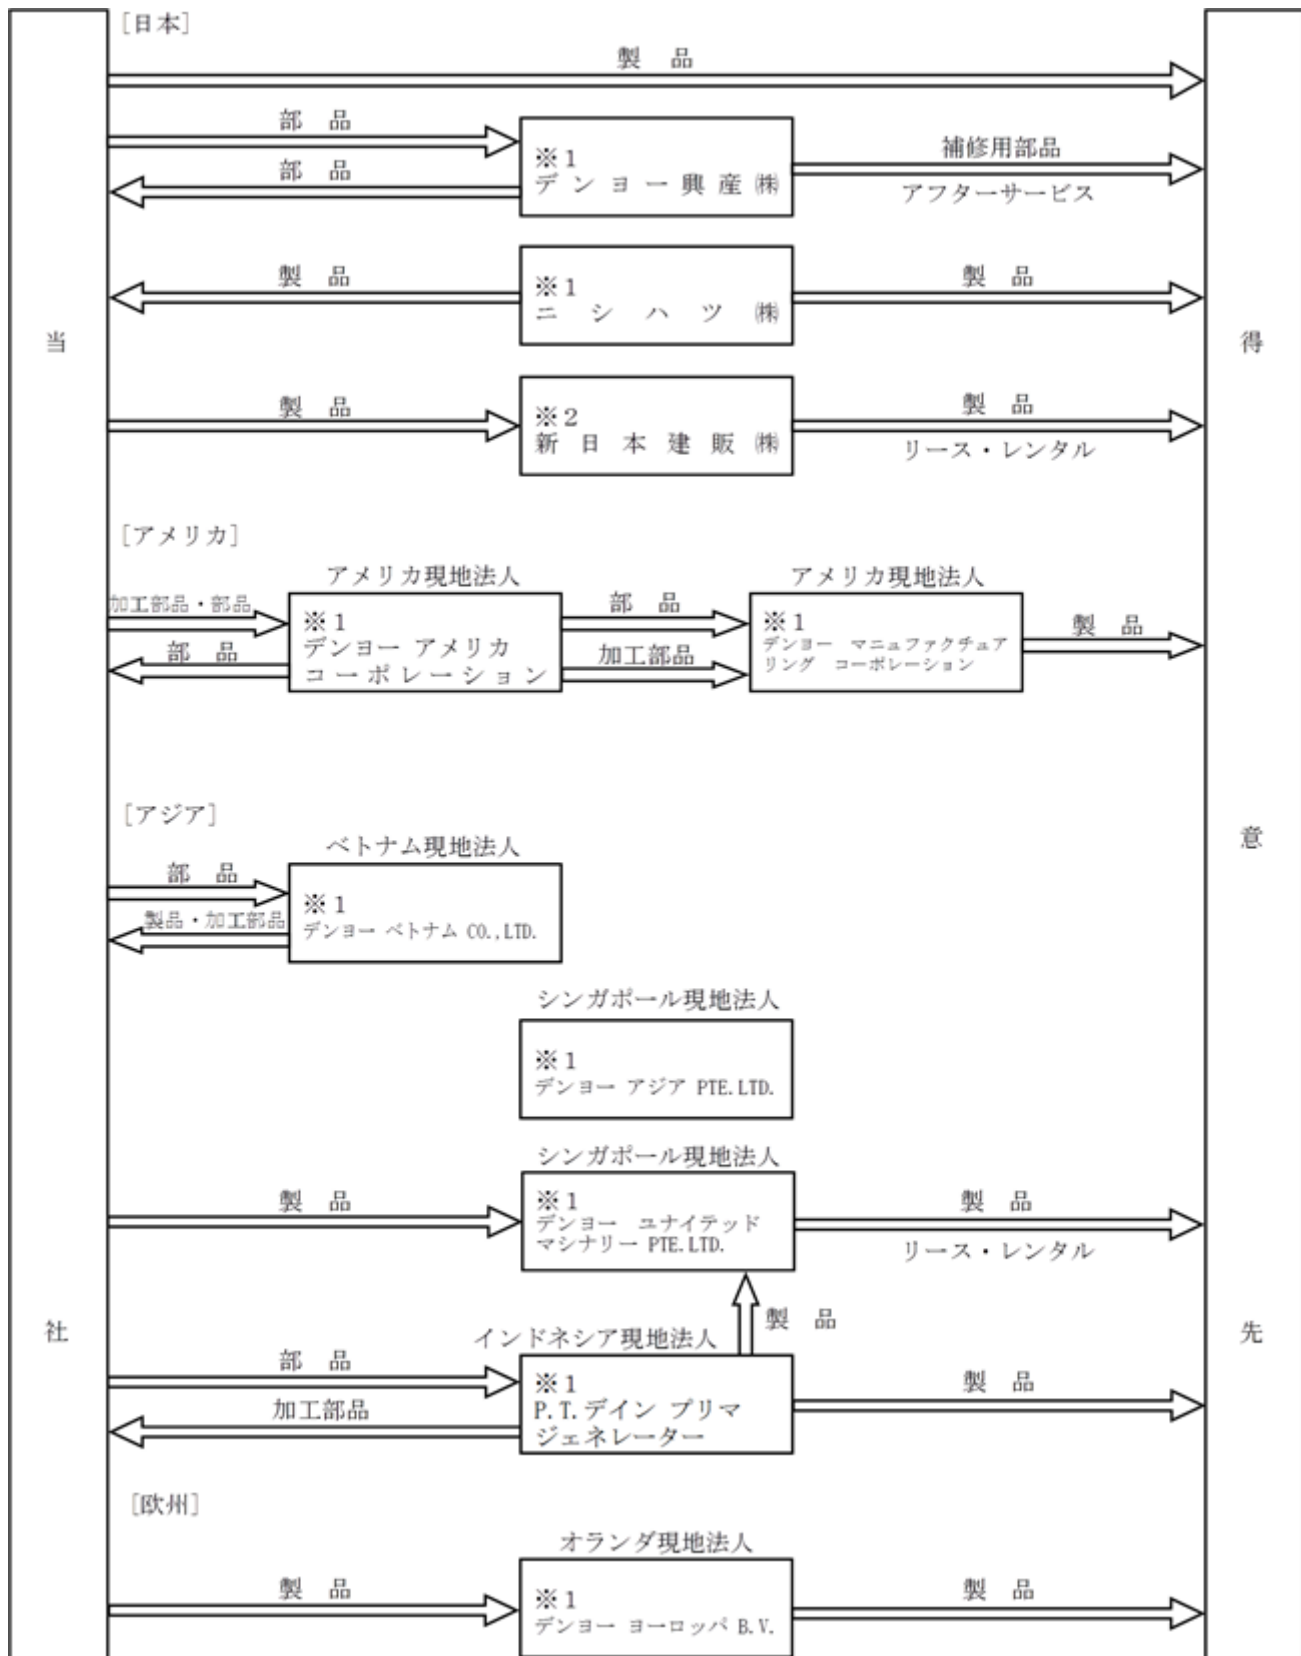 [日本]
製 品
部 品
部 品
※1
デンヨー興産㈱
補修用部品
アフターサービス
製 品
※1
ニシハツ㈱
製 品
当
得
製 品
※2
新日本建販㈱
製 品
リース・レンタル
[アメリカ]
アメリカ現地法人
アメリカ現地法人
加工部品・部品
部 品
※1
デンヨー アメリカ
コーポレーション
部 品
加工部品
※1
デンヨー マニュファクチュア
リング コーポレーション
製 品
[アジア]
意
ベトナム現地法人
部 品
製品・加工部品
※1
デンヨー ベトナム CO.,LTD.
シンガポール現地法人
※1
デンヨー アジア PTE.LTD.
シンガポール現地法人
製 品
※1
デンヨー ユナイテッド
マシナリー PTE.LTD.
製 品
リース・レンタル
製 品
社
先
インドネシア現地法人
部 品
加工部品
※1
P.T.デイン プリマ
ジェネレーター
製 品
[欧州]
オランダ現地法人
製 品
※1
デンヨー ヨーロッパ B.V.
製 品